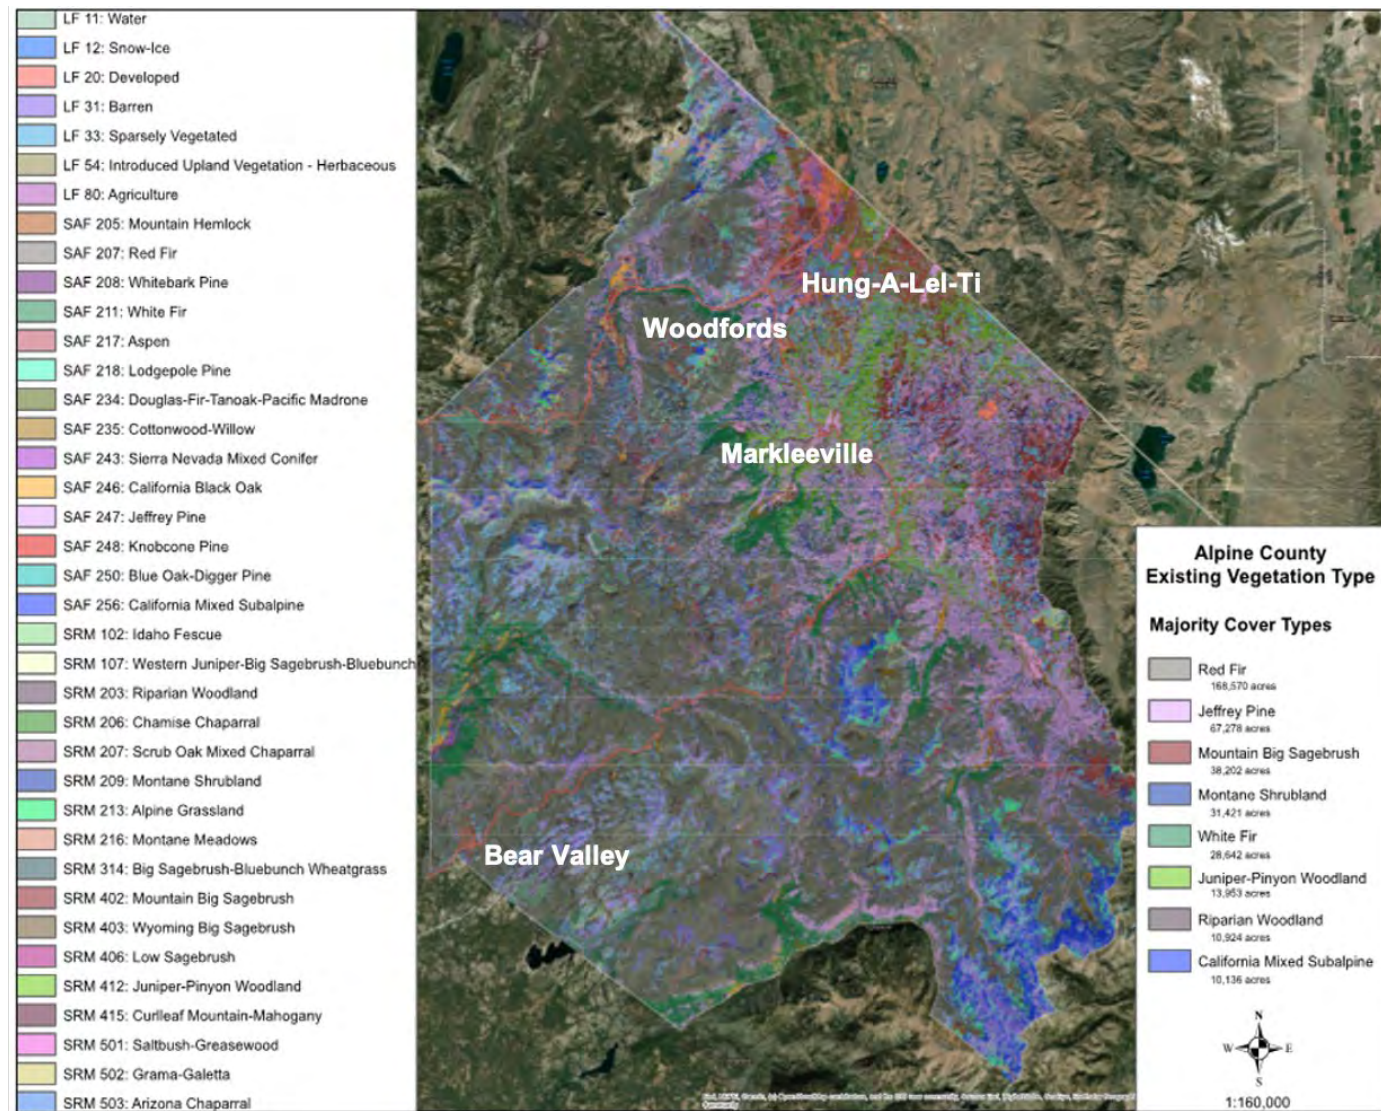 LF 11: Water
LF 12: Snow-Ice
LF 20: Developed
LF 31: Barren
LF 33: Sparsely Vegetated
LF 54: Introduced Upland Vegetation - Herbaceous
LF 80: Agriculture
SAF 205: Mountain Hemlock
SAF 207: Red Fir
SAF 208: Whitebark Pine
SAF 211: White Fir
SAF 217: Aspen
SAF 218: Lodgepole Pine
SAF 234: Douglas-Fir-Tanoak-Pacific Madrone
SAF 235: Cottonwood-Willow
SAF 243: Sierra Nevada Mixed Conifer
SAF 246: California Black Oak
SAF 247: Jeffrey Pine
SAF 248: Knobcone Pine
SAF 250: Blue Oak-Digger Pine
SAF 256: California Mixed Subalpine
SRM 102: Idaho Fescue
SRM 107: Western Juniper-Big Sagebrush-Bluebunch
SRM 203: Riparian Woodland
SRM 206: Chamise Chaparral
SRM 207: Scrub Oak Mixed Chaparral
SRM 209: Montane Shrubland
SRM 213: Alpine Grassland
SRM 216: Montane Meadows
SRM 314: Big Sagebrush-Bluebunch Wheatgrass
SRM 402: Mountain Big Sagebrush
SRM 403: Wyoming Big Sagebrush
SRM 406: Low Sagebrush
SRM 412: Juniper-Pinyon Woodland
SRM 415: Curlleaf Mountain-Mahogany
SRM 501: Saltbush-Greasewood
SRM 502: Grama-Galetta
SRM 503: Arizona Chaparral
Hung-A-Lel-Ti
Woodfords
Markleeville
Bear Valley
Alpine County
Existing Vegetation Type
Majority Cover Types
Red Fir
168,570 acres
Jeffrey Pine
67,278 acres
Mountain Big Sagebrush
38,202 acres
Montane Shrubland
31,421 acres
White Fir
28,642 acres
Juniper-Pinyon Woodland
13,953 acres
Riparian Woodland
10,924 acres
California Mixed Subalpine
10,136 acres
N
W E
S
1:160,000